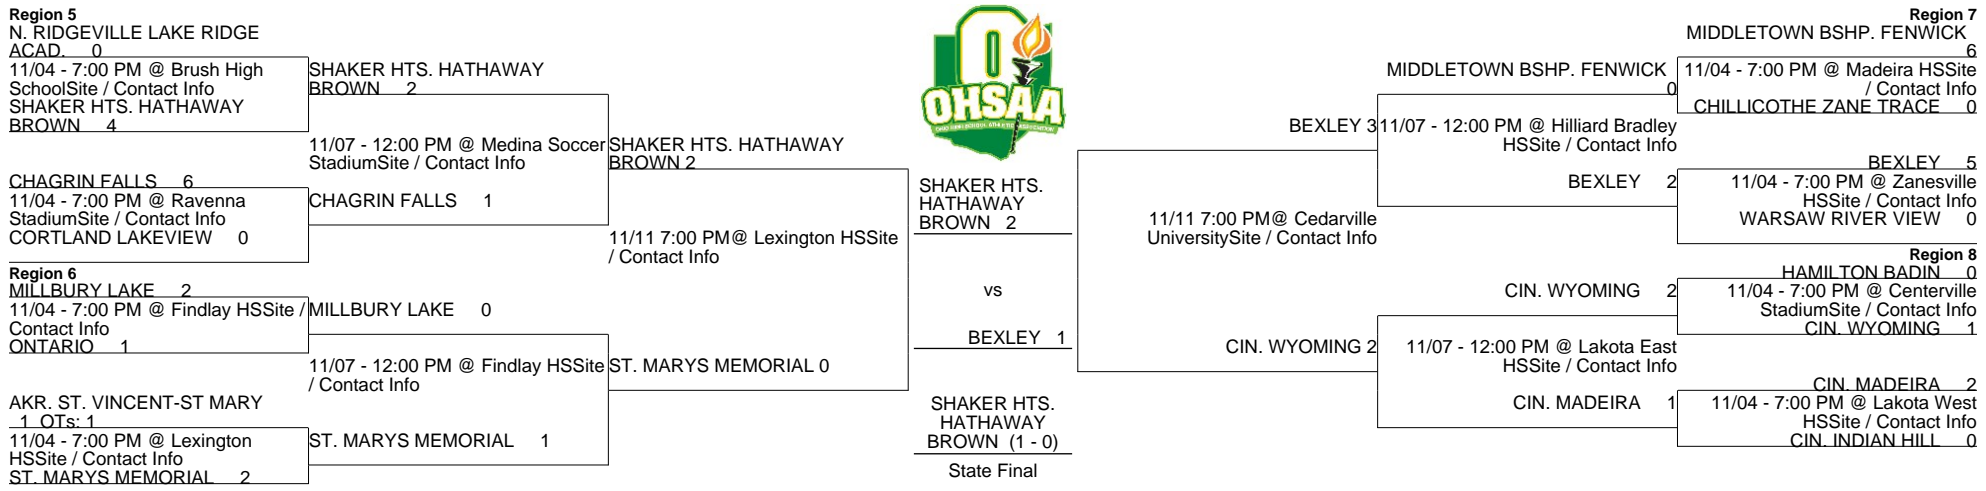 Region 5
N. RIDGEVILLE LAKE RIDGE
ACAD. 0
11/04 - 7:00 PM @ Brush High
SchoolSite / Contact Info
SHAKER HTS. HATHAWAY
BROWN 4
CHAGRIN FALLS 6
11/04 - 7:00 PM @ Ravenna
StadiumSite / Contact Info
CORTLAND LAKEVIEW 0
Region 6
MILLBURY LAKE 2
11/04 - 7:00 PM @ Findlay HSSite /
Contact Info
ONTARIO 1
AKR. ST. VINCENT-ST MARY
1 OTs: 1
11/04 - 7:00 PM @ Lexington
HSSite / Contact Info
ST. MARYS MEMORIAL 2
SHAKER HTS. HATHAWAY
BROWN 2
11/07 - 12:00 PM @ Medina Soccer
StadiumSite / Contact Info
CHAGRIN FALLS 1
MILLBURY LAKE 0
11/07 - 12:00 PM @ Findlay HSSite
/ Contact Info
ST. MARYS MEMORIAL 1
SHAKER HTS. HATHAWAY
BROWN 2
11/11 7:00 PM@ Lexington HSSite
/ Contact Info
ST. MARYS MEMORIAL 0
OHSAA
SHAKER HTS.
HATHAWAY
BROWN 2
vs
BEXLEY 1
SHAKER HTS.
HATHAWAY
BROWN (1 - 0)
State Final
BEXLEY 3
11/11 7:00 PM@ Cedarville
UniversitySite / Contact Info
CIN. WYOMING 2
MIDDLETOWN BSHP. FENWICK
0
11/07 - 12:00 PM @ Hilliard Bradley
HSSite / Contact Info
BEXLEY 2
CIN. WYOMING 2
11/07 - 12:00 PM @ Lakota East
HSSite / Contact Info
CIN. MADEIRA 1
Region 7
MIDDLETOWN BSHP. FENWICK
6
11/04 - 7:00 PM @ Madeira HSSite
/ Contact Info
CHILLICOTHE ZANE TRACE 0
BEXLEY 5
11/04 - 7:00 PM @ Zanesville
HSSite / Contact Info
WARSAW RIVER VIEW 0
Region 8
HAMILTON BADIN 0
11/04 - 7:00 PM @ Centerville
StadiumSite / Contact Info
CIN. WYOMING 1
CIN. MADEIRA 2
11/04 - 7:00 PM @ Lakota West
HSSite / Contact Info
CIN. INDIAN HILL 0